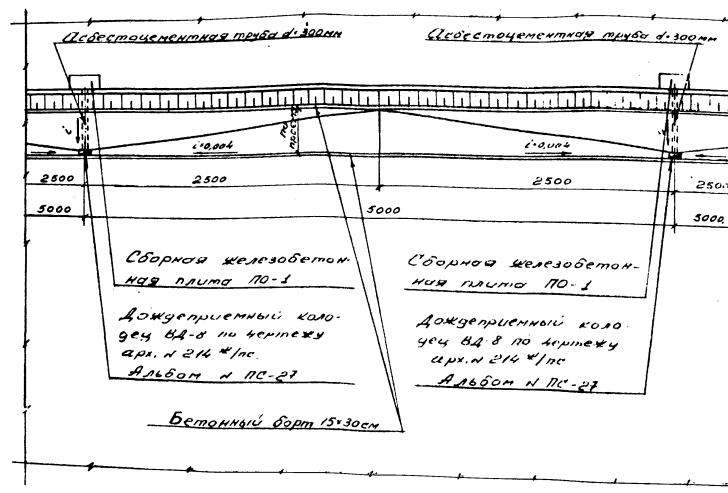 Асбестоцементная труба d=300мм
Асбестоцементная труба d=300мм
i
i
i=0,004
i=0,004
2500
2500
2500
2500
5000
5000
5000
Сборная железобетон-
ная плита ПО-1
Дождеприемный коло-
дец ВД-8 по чертежу
арх. N 214 */пс.
Альбом N ПС-27
Сборная железобетон-
ная плита ПО-1
Дождеприемный коло-
дец ВД-8 по чертежу
арх. N 214 */пс
Альбом N ПС-27
Бетонный борт 15×30см